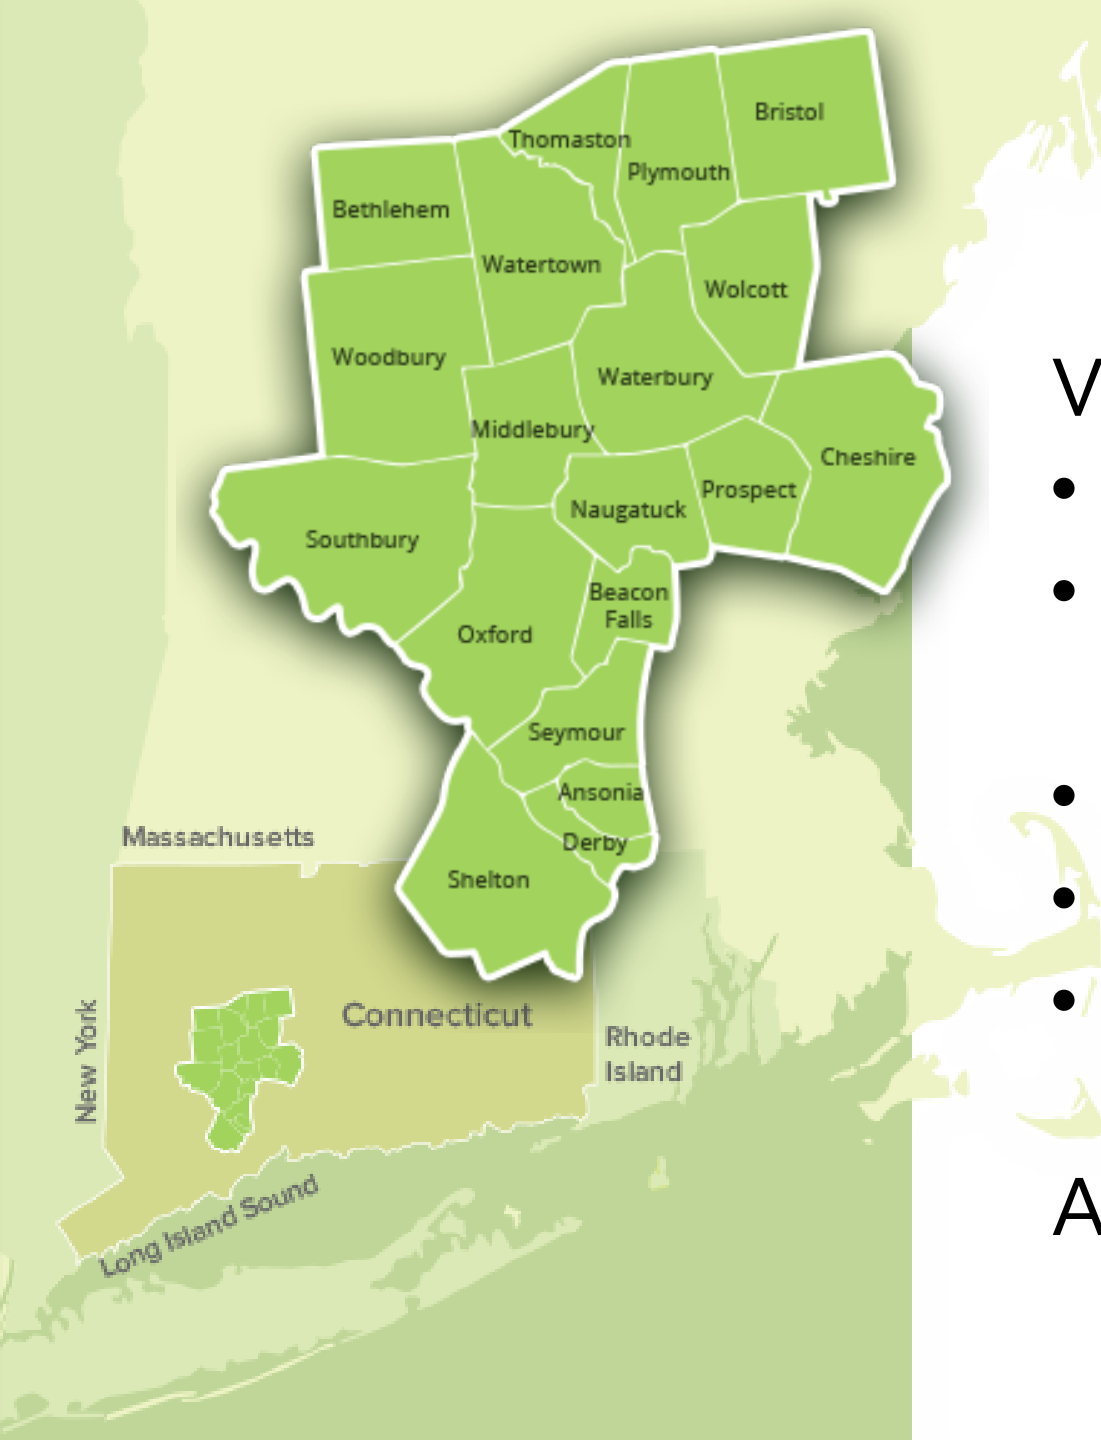 Bristol
Thomaston
Plymouth
Bethlehem
Watertown
Wolcott
Woodbury
Waterbury
Middlebury
Cheshire
Prospect
Naugatuck
Southbury
Beacon
Falls
Oxford
Seymour
Ansonia
Derby
Shelton
Massachusetts
New York
Connecticut
Rhode
Island
Long Island Sound
V
•
•
•
•
•
A